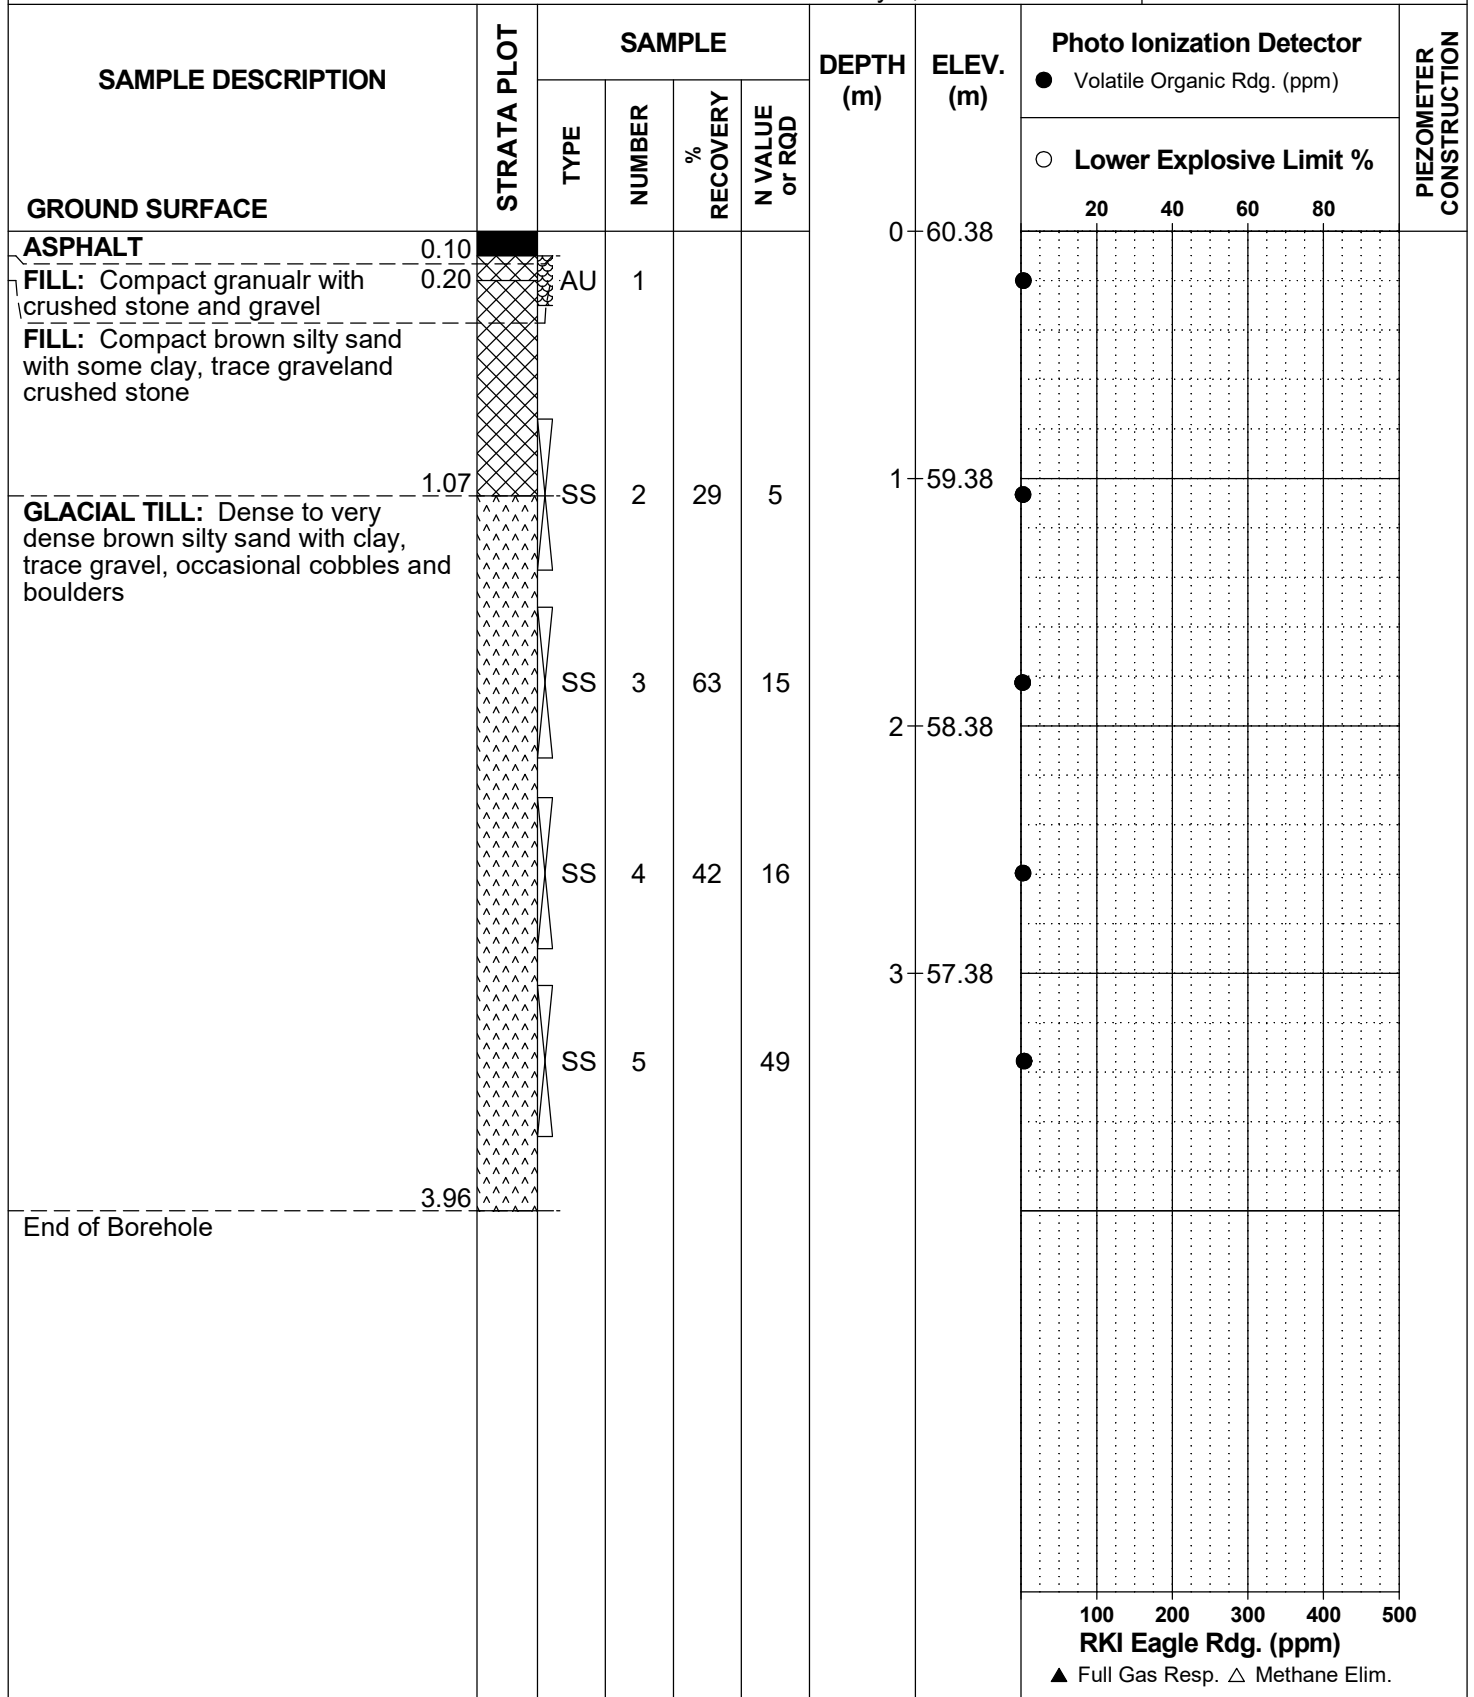 SAMPLE DESCRIPTION
GROUND SURFACE
STRATA PLOT
SAMPLE
TYPE
NUMBER
%
RECOVERY
N VALUE
or RQD
DEPTH
(m)
ELEV.
(m)
Photo Ionization Detector
● Volatile Organic Rdg. (ppm)
○ Lower Explosive Limit %
20 40 60 80
PIEZOMETER
CONSTRUCTION
0 60.38
ASPHALT 0.10
FILL: Compact granualr with 0.20
crushed stone and gravel
AU 1
FILL: Compact brown silty sand
with some clay, trace graveland
crushed stone
1.07
1 59.38
SS 2 29 5
GLACIAL TILL: Dense to very
dense brown silty sand with clay,
trace gravel, occasional cobbles and
boulders
SS 3 63 15
2 58.38
SS 4 42 16
3 57.38
SS 5 49
3.96
End of Borehole
100 200 300 400 500
RKI Eagle Rdg. (ppm)
▲ Full Gas Resp. △ Methane Elim.